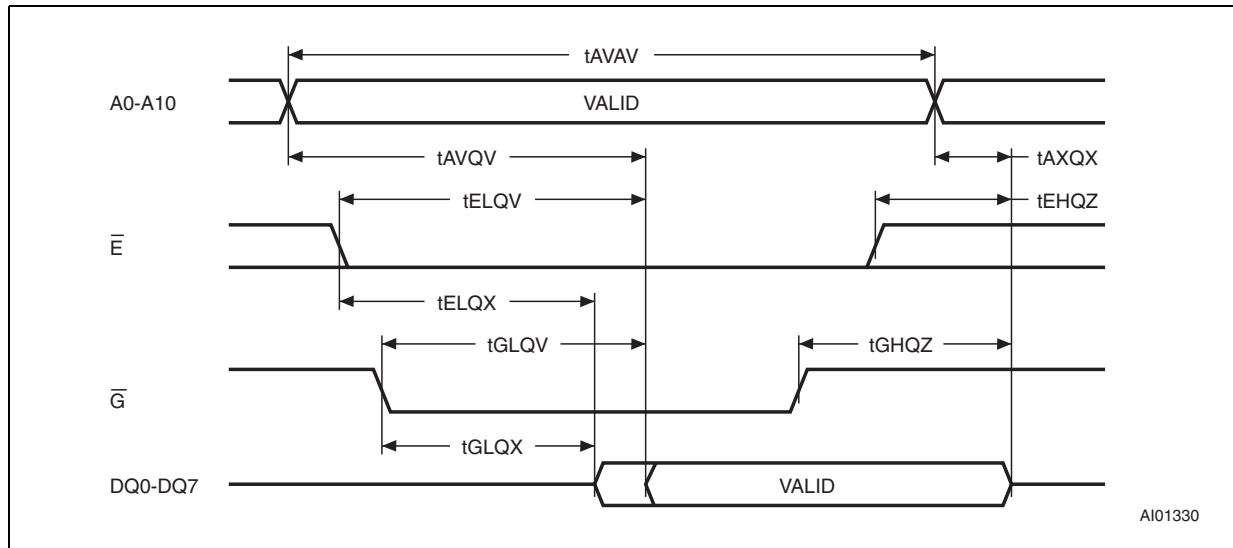 tAVAV
A0-A10
VALID
tAVQV
tAXQX
tELQV
tEHQZ
E
tELQX
tGLQV
tGHQZ
G
tGLQX
DQ0-DQ7
VALID
AI01330